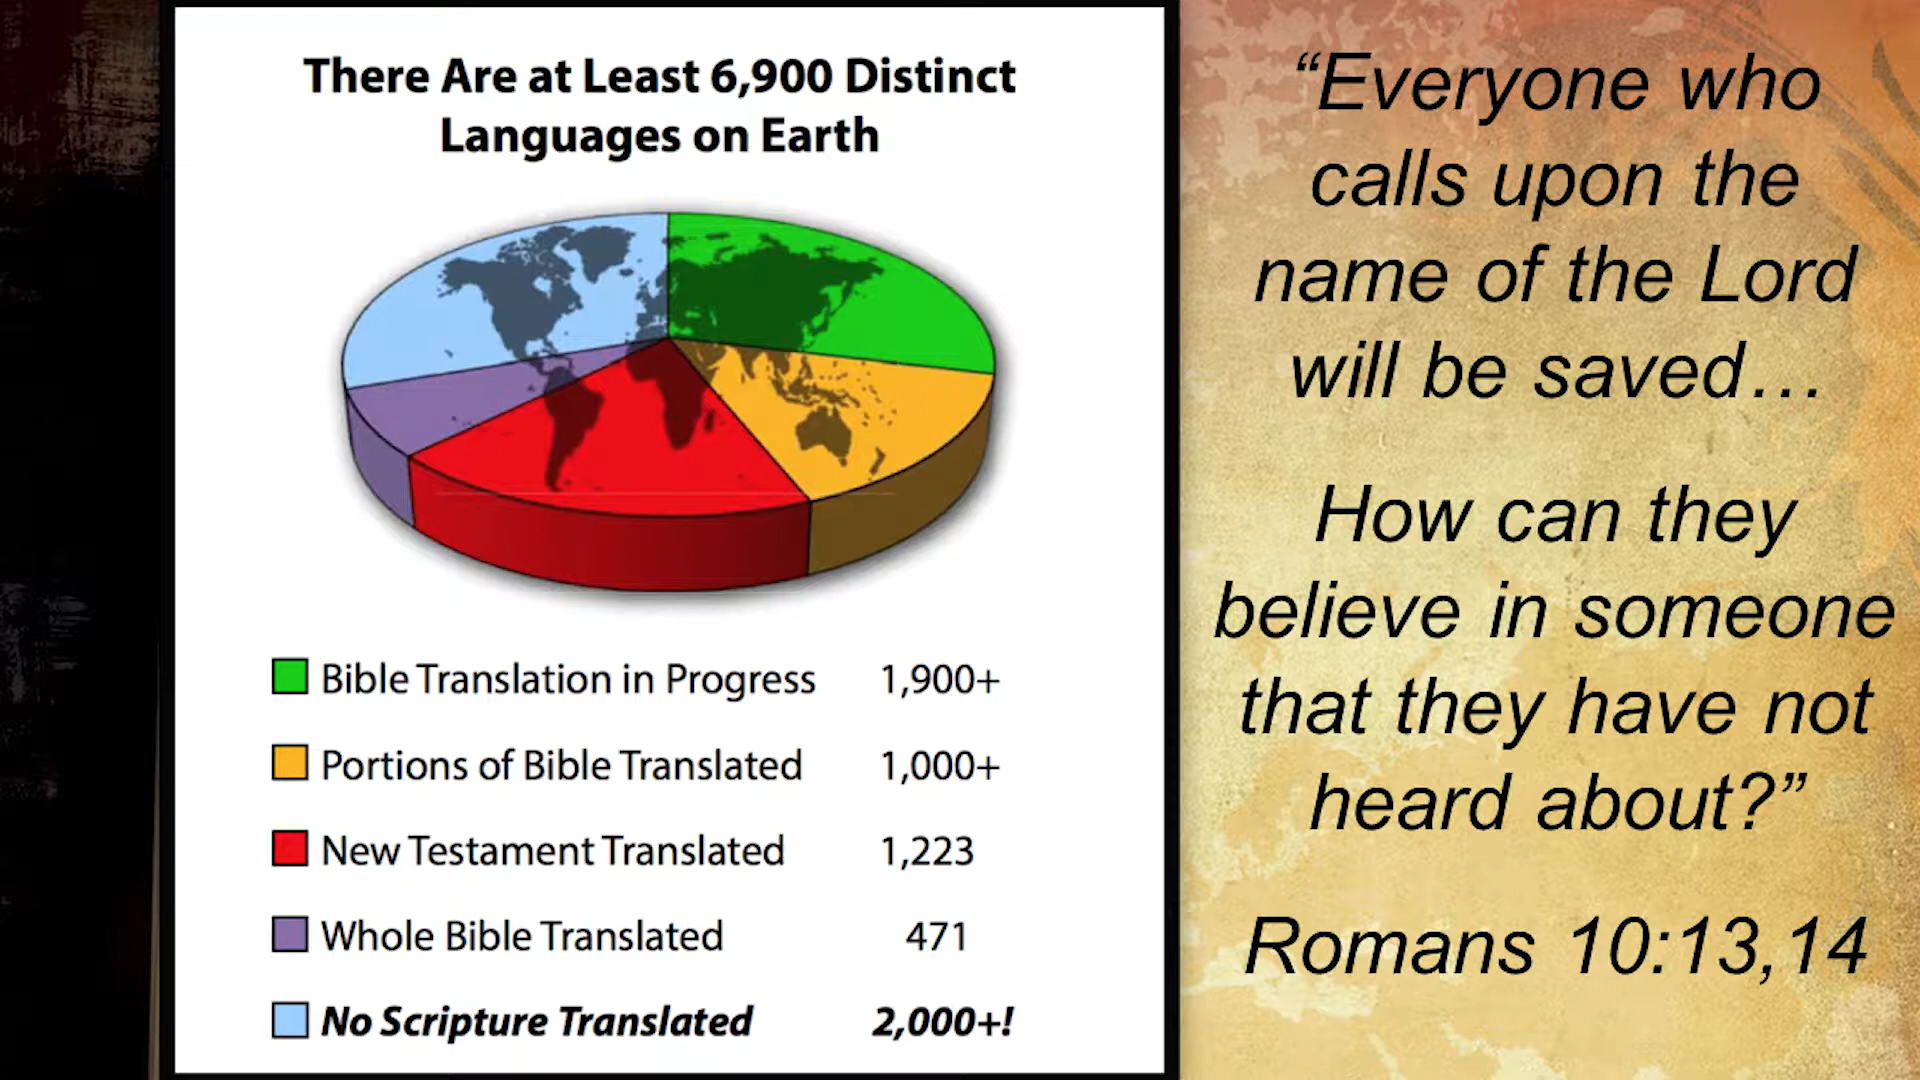 There Are at Least 6,900 Distinct
Languages on Earth
Bible Translation in Progress 1,900+
Portions of Bible Translated 1,000+
New Testament Translated 1,223
Whole Bible Translated 471
No Scripture Translated 2,000+!
“Everyone who
calls upon the
name of the Lord
will be saved…
How can they
believe in someone
that they have not
heard about?”
Romans 10:13,14